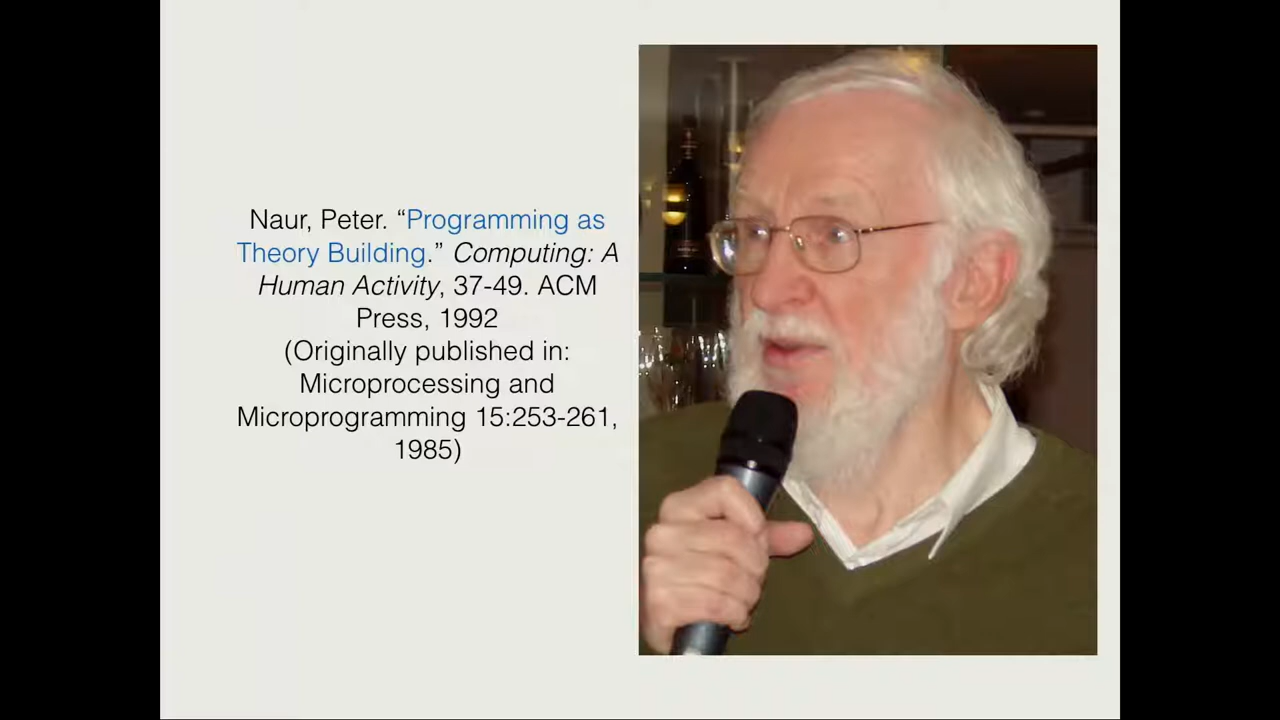 Naur, Peter. “Programming as
Theory Building.” Computing: A
Human Activity, 37-49. ACM
Press, 1992
(Originally published in:
Microprocessing and
Microprogramming 15:253-261,
1985)